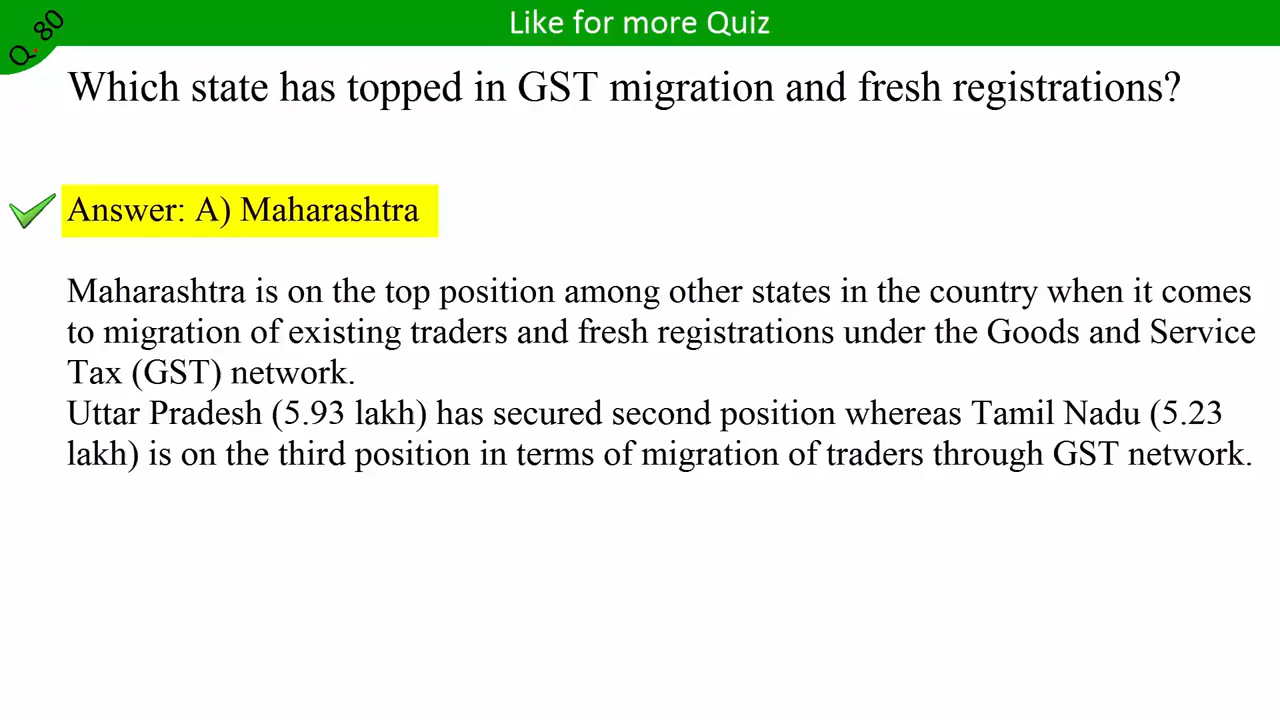 Like for more Quiz
Q.80
Which state has topped in GST migration and fresh registrations?
Answer: A) Maharashtra
Maharashtra is on the top position among other states in the country when it comes
to migration of existing traders and fresh registrations under the Goods and Service
Tax (GST) network.
Uttar Pradesh (5.93 lakh) has secured second position whereas Tamil Nadu (5.23
lakh) is on the third position in terms of migration of traders through GST network.